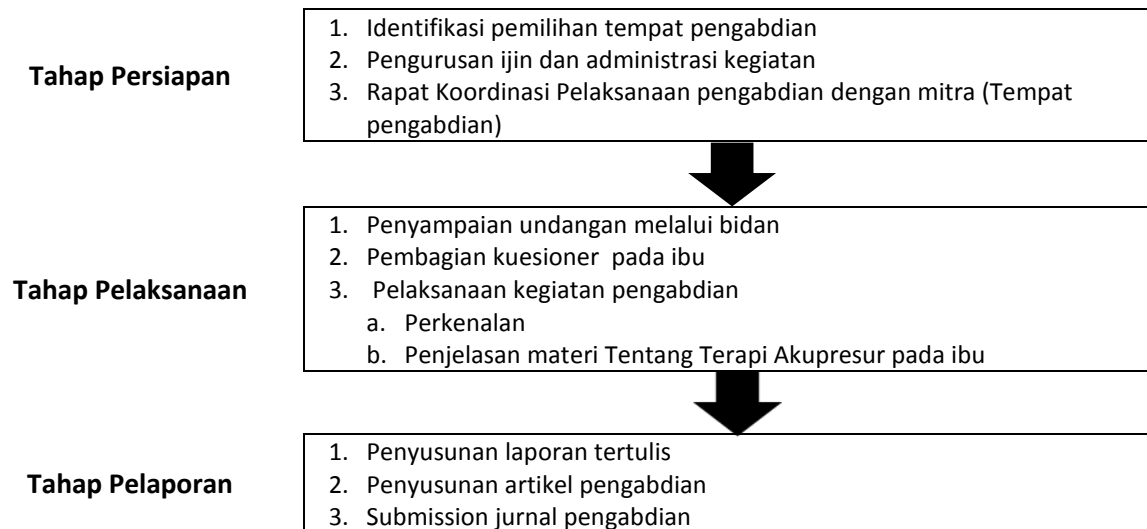 Tahap Persiapan
1. Identifikasi pemilihan tempat pengabdian
2. Pengurusan ijin dan administrasi kegiatan
3. Rapat Koordinasi Pelaksanaan pengabdian dengan mitra (Tempat
pengabdian)
Tahap Pelaksanaan
1. Penyampaian undangan melalui bidan
2. Pembagian kuesioner pada ibu
3. Pelaksanaan kegiatan pengabdian
a. Perkenalan
b. Penjelasan materi Tentang Terapi Akupresur pada ibu
Tahap Pelaporan
1. Penyusunan laporan tertulis
2. Penyusunan artikel pengabdian
3. Submission jurnal pengabdian